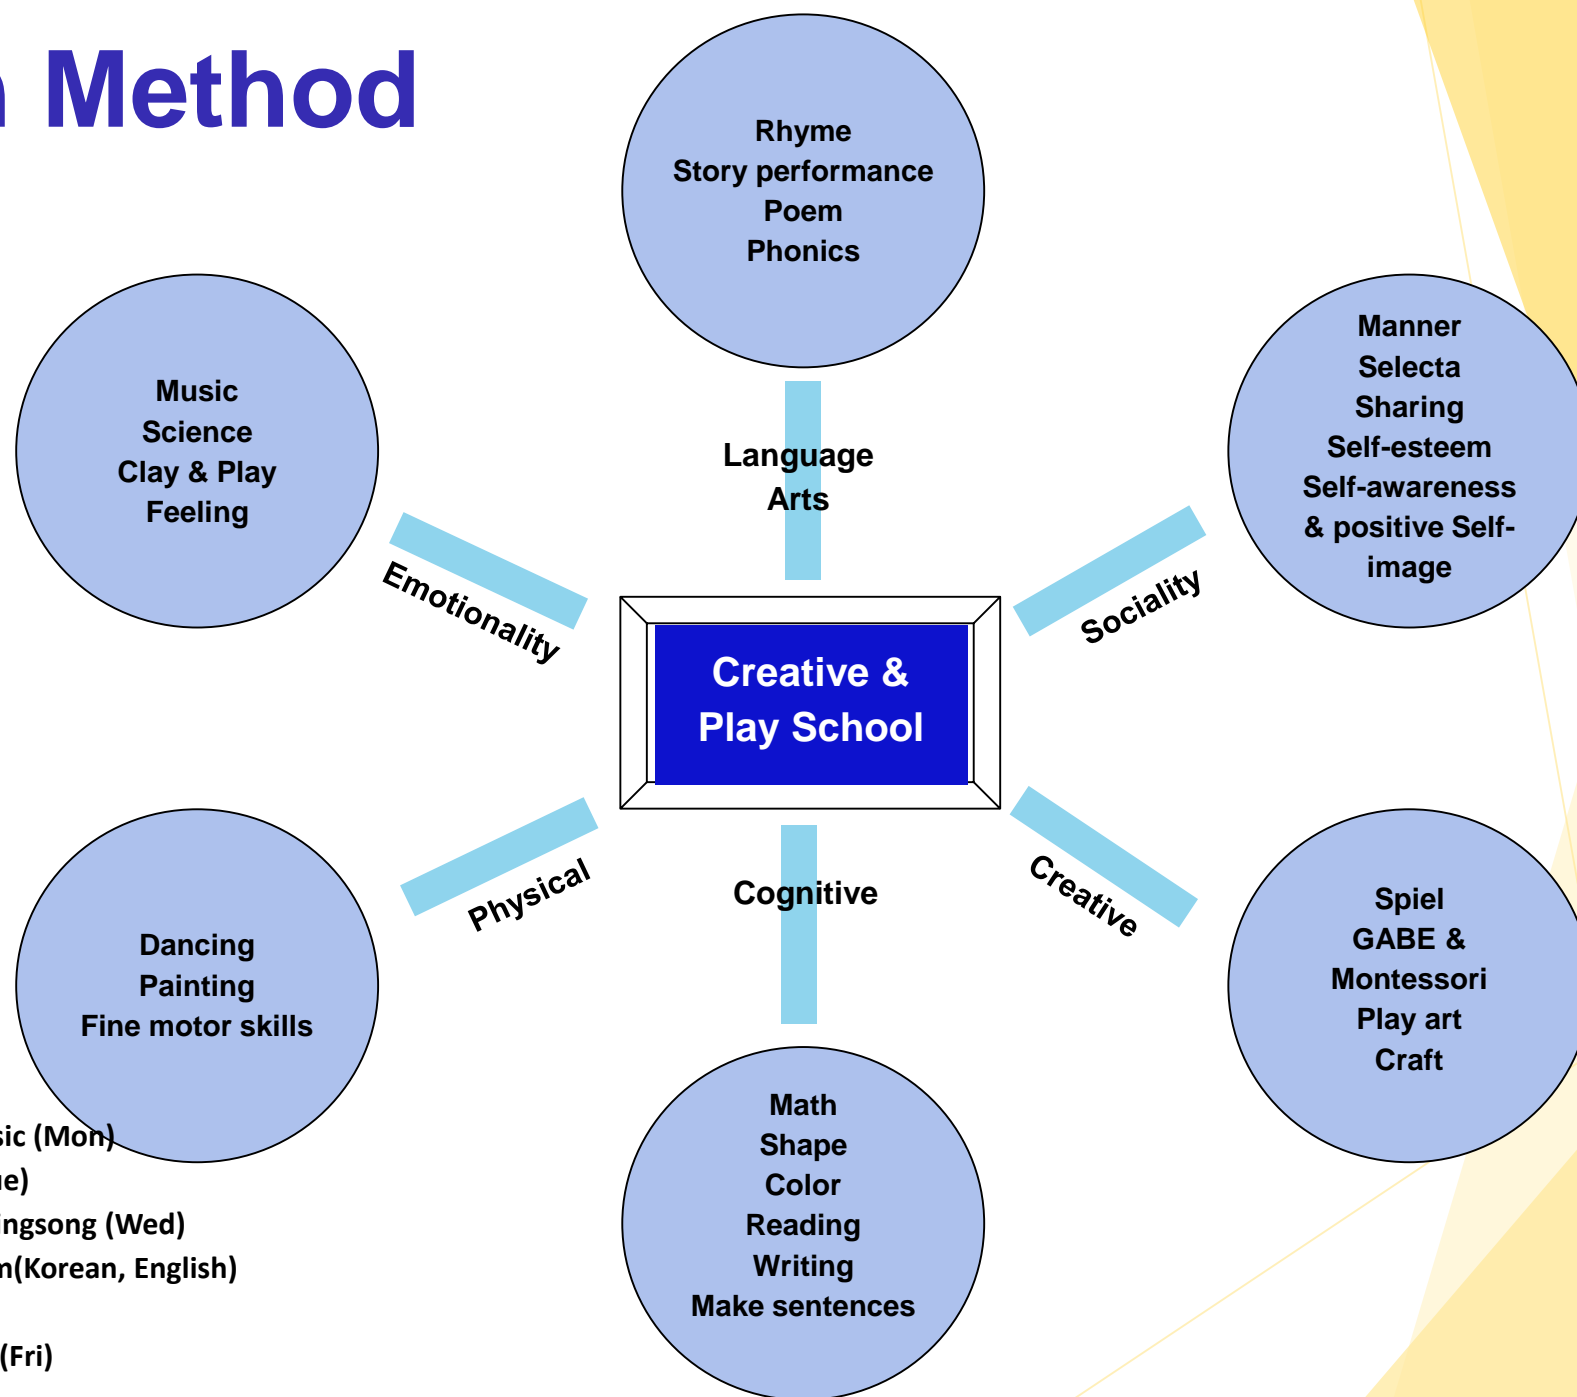 Method
Rhyme
Story performance
Poem
Phonics
Music
Science
Clay & Play
Feeling
Manner
Selecta
Sharing
Self-esteem
Self-awareness
& positive Self-
image
Language
Arts
Emotionality
Sociality
Creative &
Play School
Physical
Cognitive
Creative
Dancing
Painting
Fine motor skills
Spiel
GABE &
Montessori
Play art
Craft
Math
Shape
Color
Reading
Writing
Make sentences
(Mon)
(Wed)
(Korean, English)
(Fri)